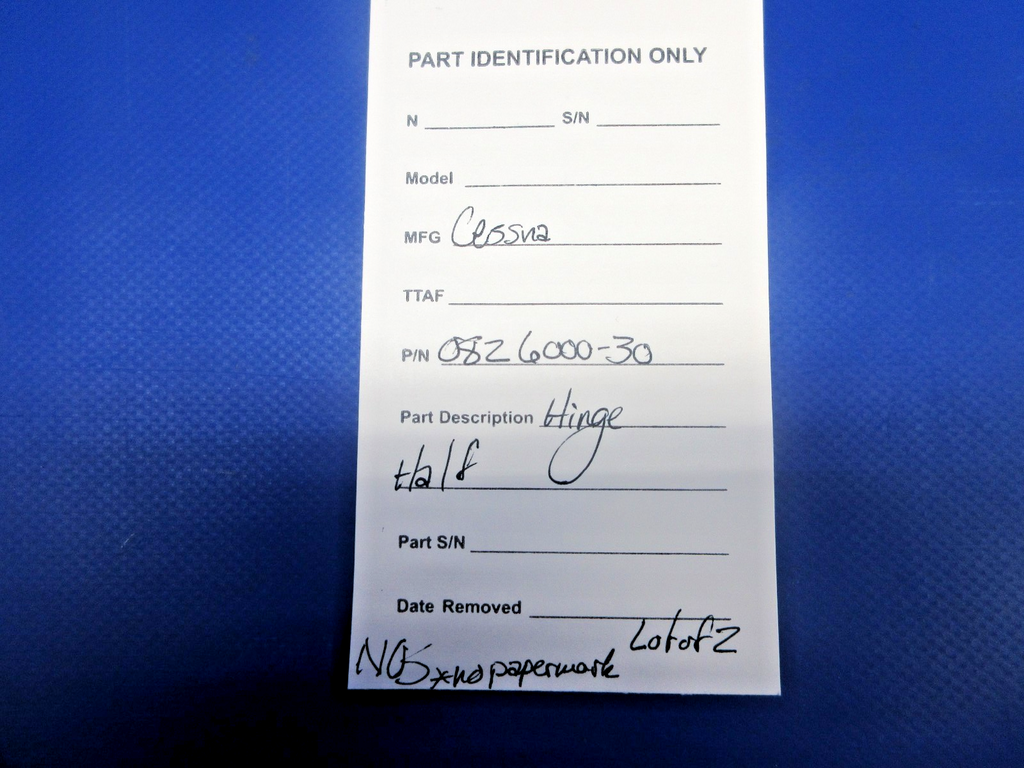 PART IDENTIFICATION ONLY
N S/N
Model
MFG Cessna
TTAF
P/N 0826000-30
Part Description Hinge
Half
Part S/N
Date Removed
Lot of 2
NOS *no papermark